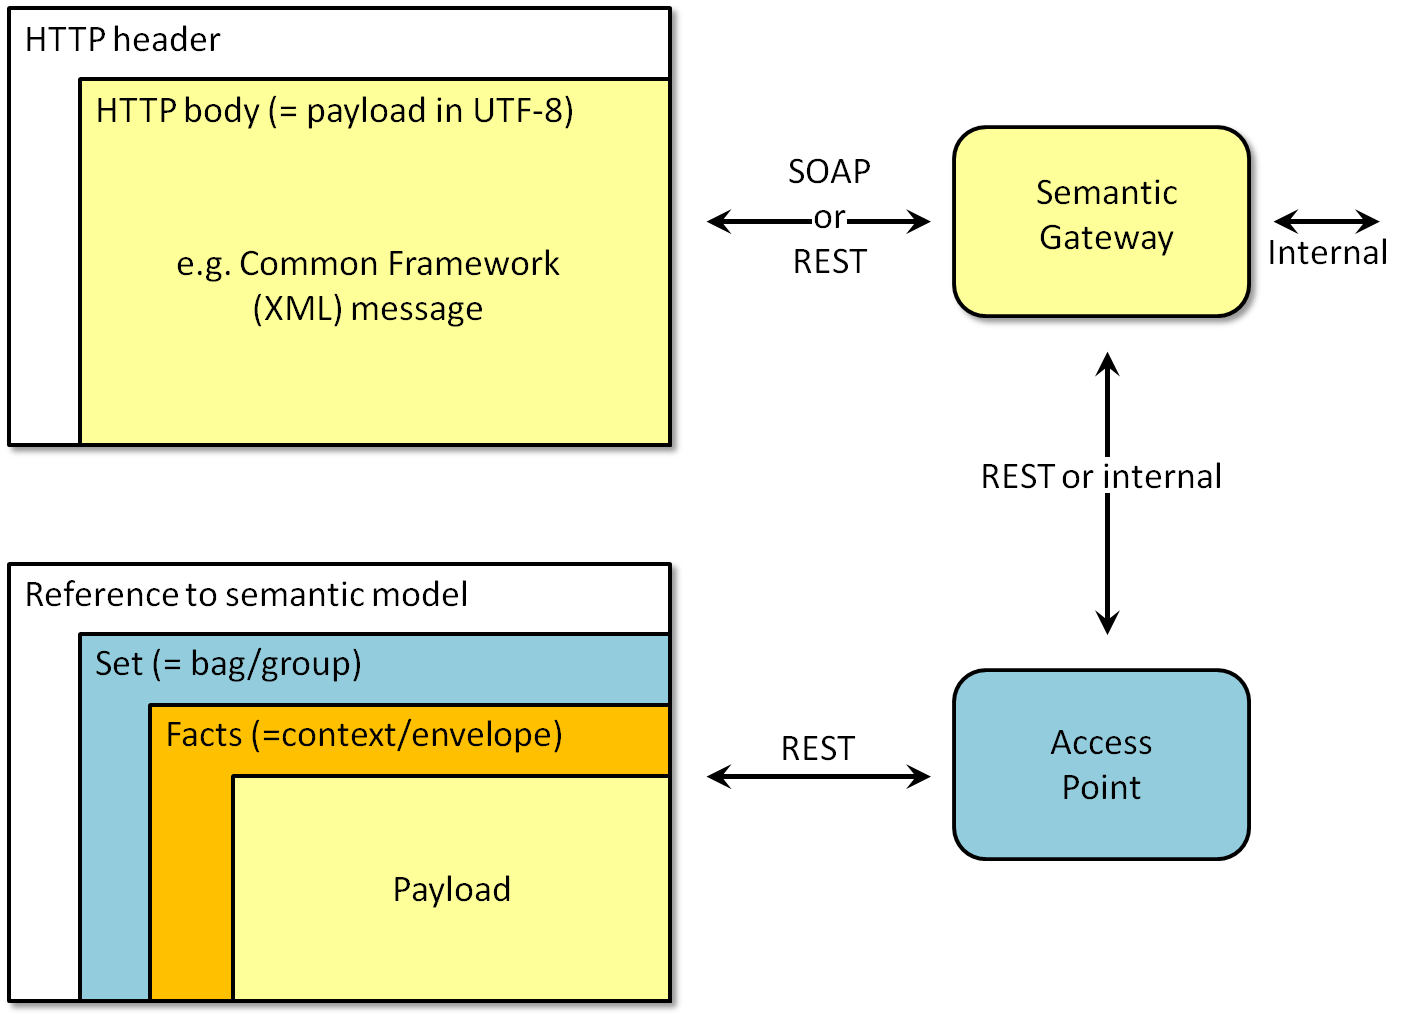 HTTP header
HTTP body (= payload in UTF-8)
e.g. Common Framework
(XML) message
SOAP
or
REST
Semantic
Gateway
Internal
REST or internal
Reference to semantic model
Set (= bag/group)
Facts (=context/envelope)
Payload
REST
Access
Point